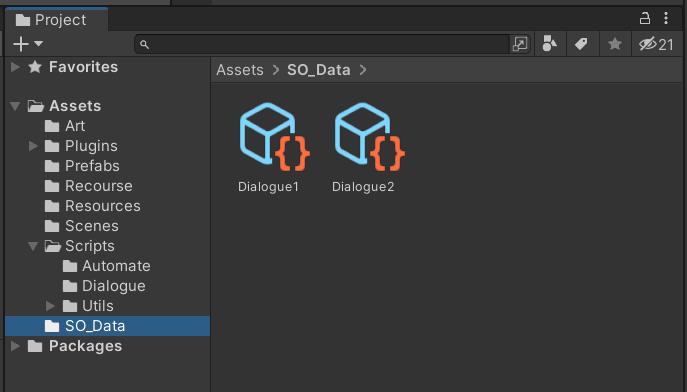 Project
21
Favorites
Assets > SO_Data >
Assets
Art
Plugins
Prefabs
Recourse
Resources
Scenes
Scripts
Automate
Dialogue
Utils
SO_Data
Packages
Dialogue1
Dialogue2